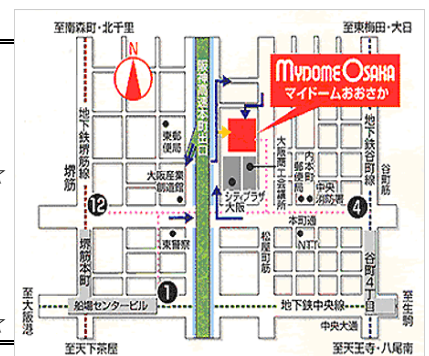 至南森町・北千里
至東梅田・大日
N
MYDOME OSAKA
マイドームおおさか
阪神高速本町出口
地下鉄堺筋線
東郵便局
大阪産業創造館
堺筋
12
シティプラザ大阪
大阪商工会議所
内本町郵便局
中央消防署
地下鉄谷町線
谷町筋
4
本町通
NTT
松屋町筋
東警察
堺筋本町
1
船場センタービル
谷町4丁目
至大阪港
地下鉄中央線
至生駒
中央大通
至天下茶屋
至天王寺・八尾南